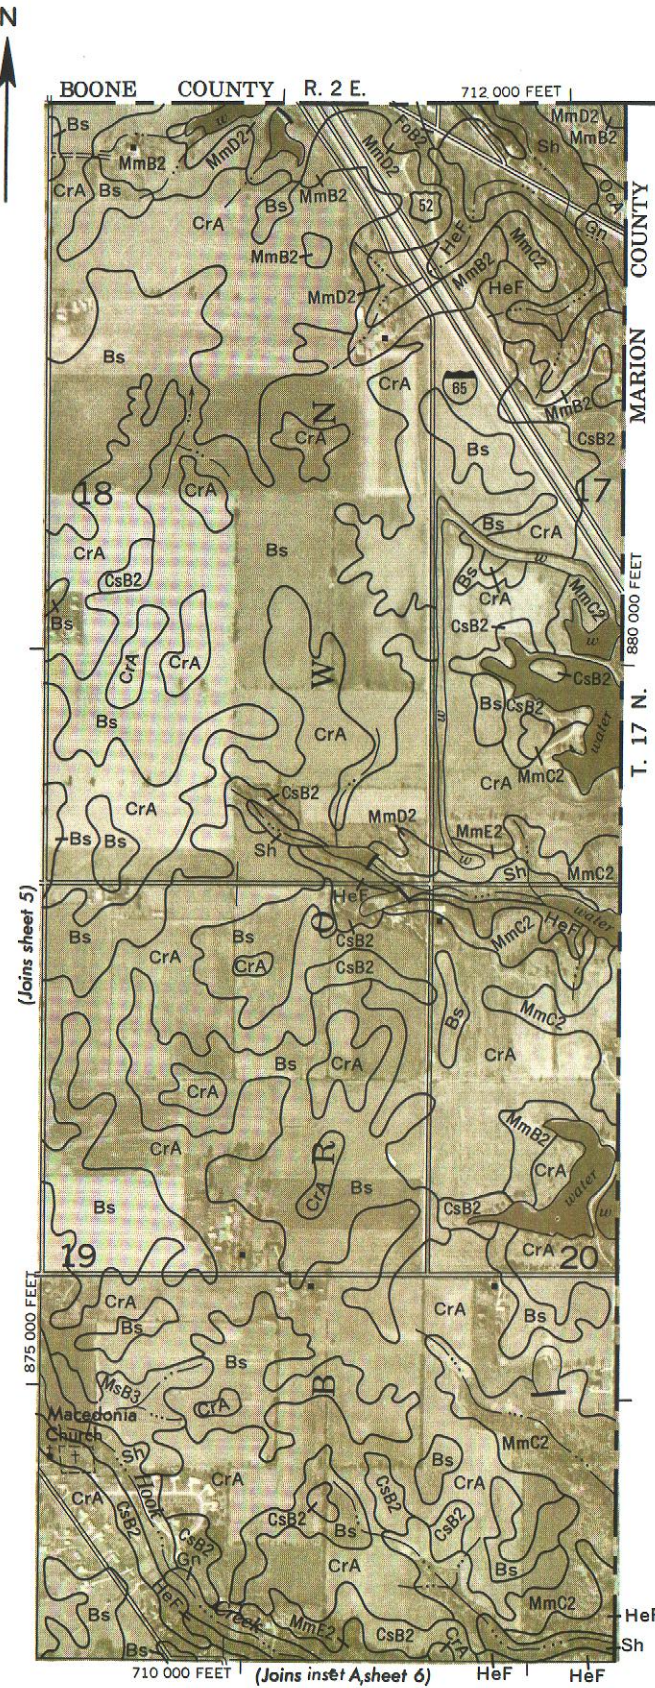 N
BOONE COUNTY R. 2 E. 712 000 FEET
Bs
MmB2
w
MmD2
MmD2
FoB2
Sh
MmD2
MmB2
CrA
Bs
CrA
Bs
MmB2
52
HeF
OcA
Gn
MmB2
MmD2
MmB2
MmC2
HeF
MARION COUNTY
Bs
CrA
65
MmB2
CsB2
N
CrA
Bs
18
CrA
17
CrA
CsB2
Bs
Bs
CrA
w
Bs
CrA
MmC2
CsB2
w
880 000 FEET
Bs
CrA
CrA
W
CsB2
Bs
Bs
CsB2
water
T. 17 N.
w
CrA
MmC2
CrA
CrA
CsB2
MmD2
MmE2
Bs
Bs
Sh
w
Sh
MmC2
(Joins sheet 5)
HeF
O
CsB2
MmC2
HeF
water
Bs
CrA
Bs
CrA
CsB2
Bs
MmC2
CrA
Bs
CrA
CrA
CrA
MmB2
CrA
R
CrA
Bs
water
w
Bs
CsB2
19
CrA
20
875 000 FEET
CrA
Bs
CrA
Bs
Bs
MsB3
CrA
B
Macedonia
Church
Sh
MmC2
Bs
CrA
CrA
CrA
CsB2
Hook
CsB2
Gn
CsB2
Bs
CsB2
CsB2
CrA
Bs
HeF
Creek
MmE2
CsB2
CrA
MmC2
HeF
Sh
Bs
Bs
710 000 FEET (Joins inset A, sheet 6) HeF HeF